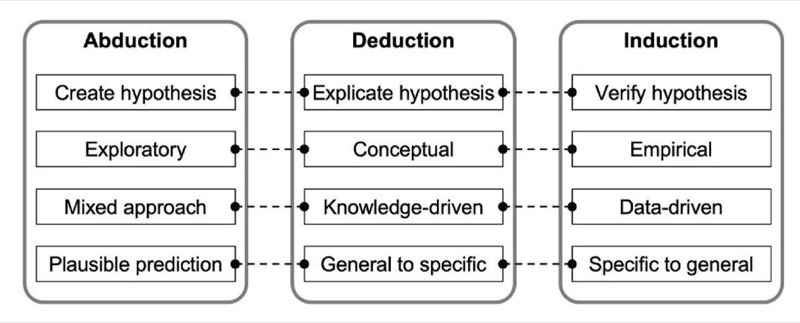 Abduction
Deduction
Induction
Create hypothesis
Explicate hypothesis
Verify hypothesis
Exploratory
Conceptual
Empirical
Mixed approach
Knowledge-driven
Data-driven
Plausible prediction
General to specific
Specific to general